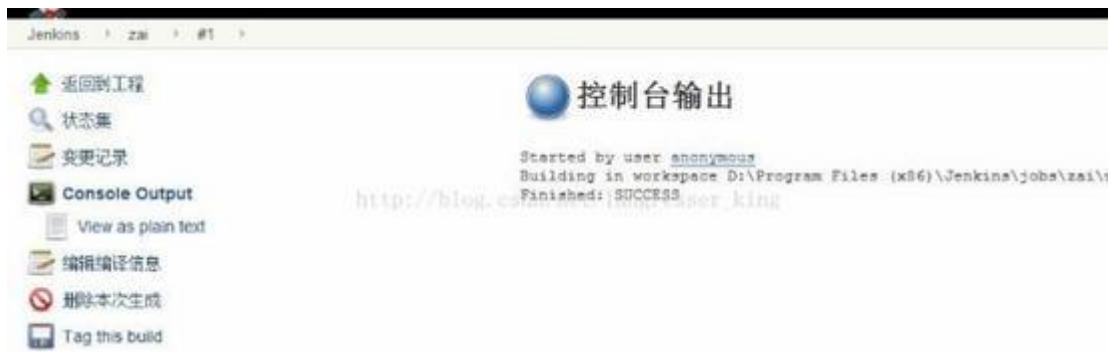 Jenkins › zai › #1 ›
返回到工程
状态集
变更记录
Console Output
View as plain text
编辑编译信息
删除本次生成
Tag this build
控制台输出
Started by user anonymous
Building in workspace D:\Program Files (x86)\Jenkins\jobs\zai\
Finished: SUCCESS
http://blog.